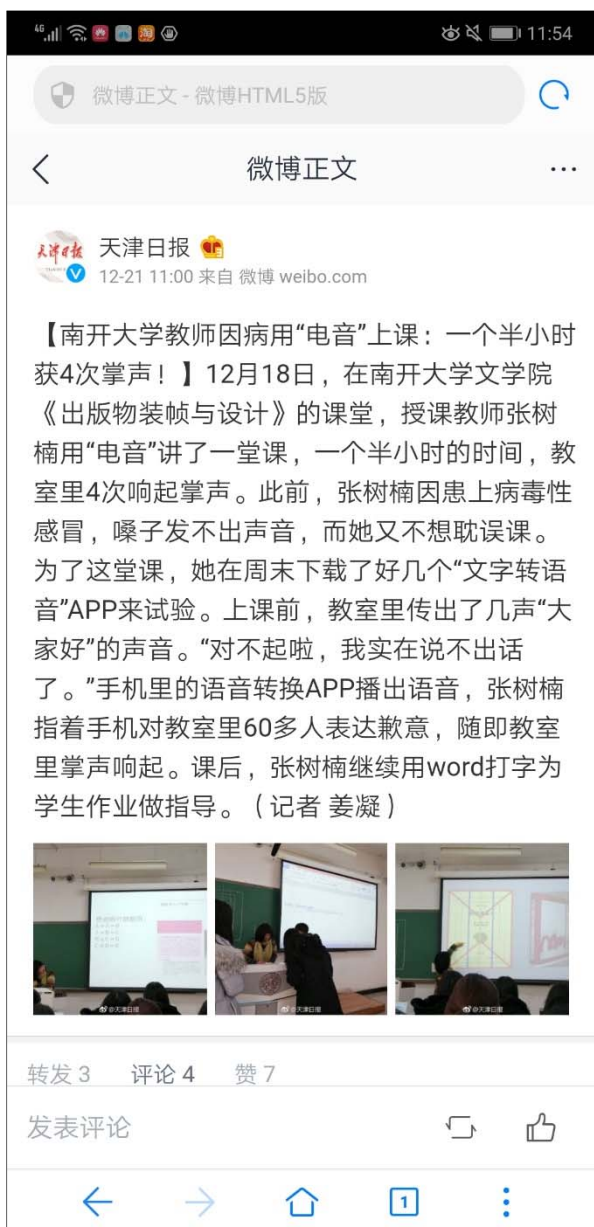 4G 11:54
微博正文 - 微博HTML5版
微博正文
天津日报
天津日报
12-21 11:00 来自 微博 weibo.com
【南开大学教师因病用“电音”上课：一个半小时
获4次掌声！】12月18日，在南开大学文学院
《出版物装帧与设计》的课堂，授课教师张树
楠用“电音”讲了一堂课，一个半小时的时间，教
室里4次响起掌声。此前，张树楠因患上病毒性
感冒，嗓子发不出声音，而她又不想耽误课。
为了这堂课，她在周末下载了好几个“文字转语
音”APP来试验。上课前，教室里传出了几声“大
家好”的声音。“对不起啦，我实在说不出话
了。”手机里的语音转换APP播出语音，张树楠
指着手机对教室里60多人表达歉意，随即教室
里掌声响起。课后，张树楠继续用word打字为
学生作业做指导。（记者 姜凝）
@天津日报
@天津日报
@天津日报
转发 3 评论 4 赞 7
发表评论
1